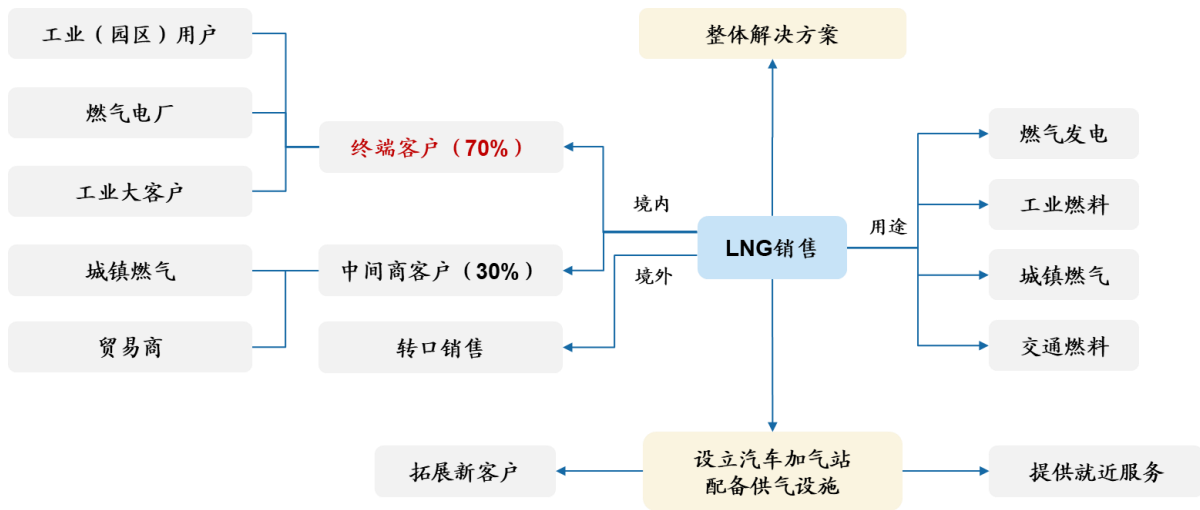 工业（园区）用户
整体解决方案
燃气电厂
燃气发电
终端客户（70%）
工业大客户
境内
工业燃料
LNG销售
用途
城镇燃气
中间商客户（30%）
境外
城镇燃气
贸易商
转口销售
交通燃料
拓展新客户
设立汽车加气站
配备供气设施
提供就近服务